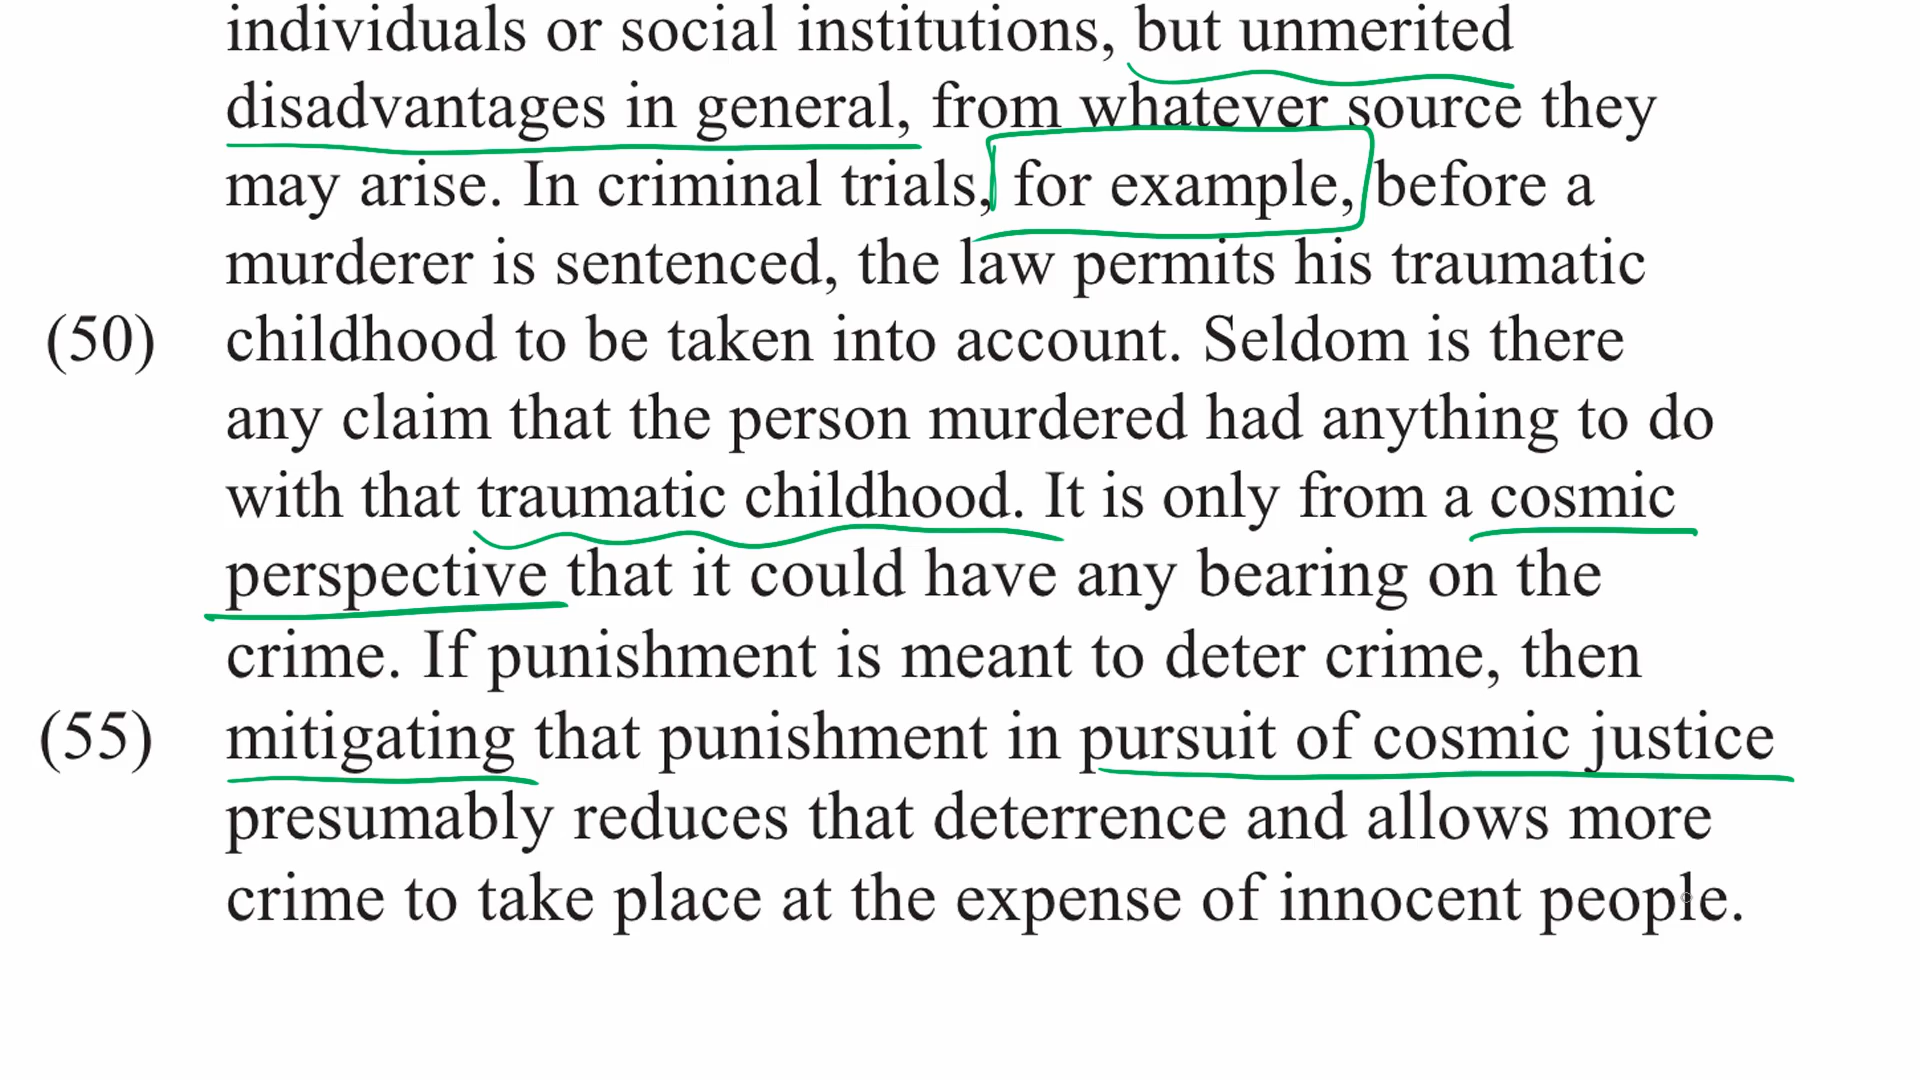 individuals or social institutions, but unmerited
disadvantages in general, from whatever source they
may arise. In criminal trials, for example, before a
murderer is sentenced, the law permits his traumatic
(50) childhood to be taken into account. Seldom is there
any claim that the person murdered had anything to do
with that traumatic childhood. It is only from a cosmic
perspective that it could have any bearing on the
crime. If punishment is meant to deter crime, then
(55) mitigating that punishment in pursuit of cosmic justice
presumably reduces that deterrence and allows more
crime to take place at the expense of innocent people.